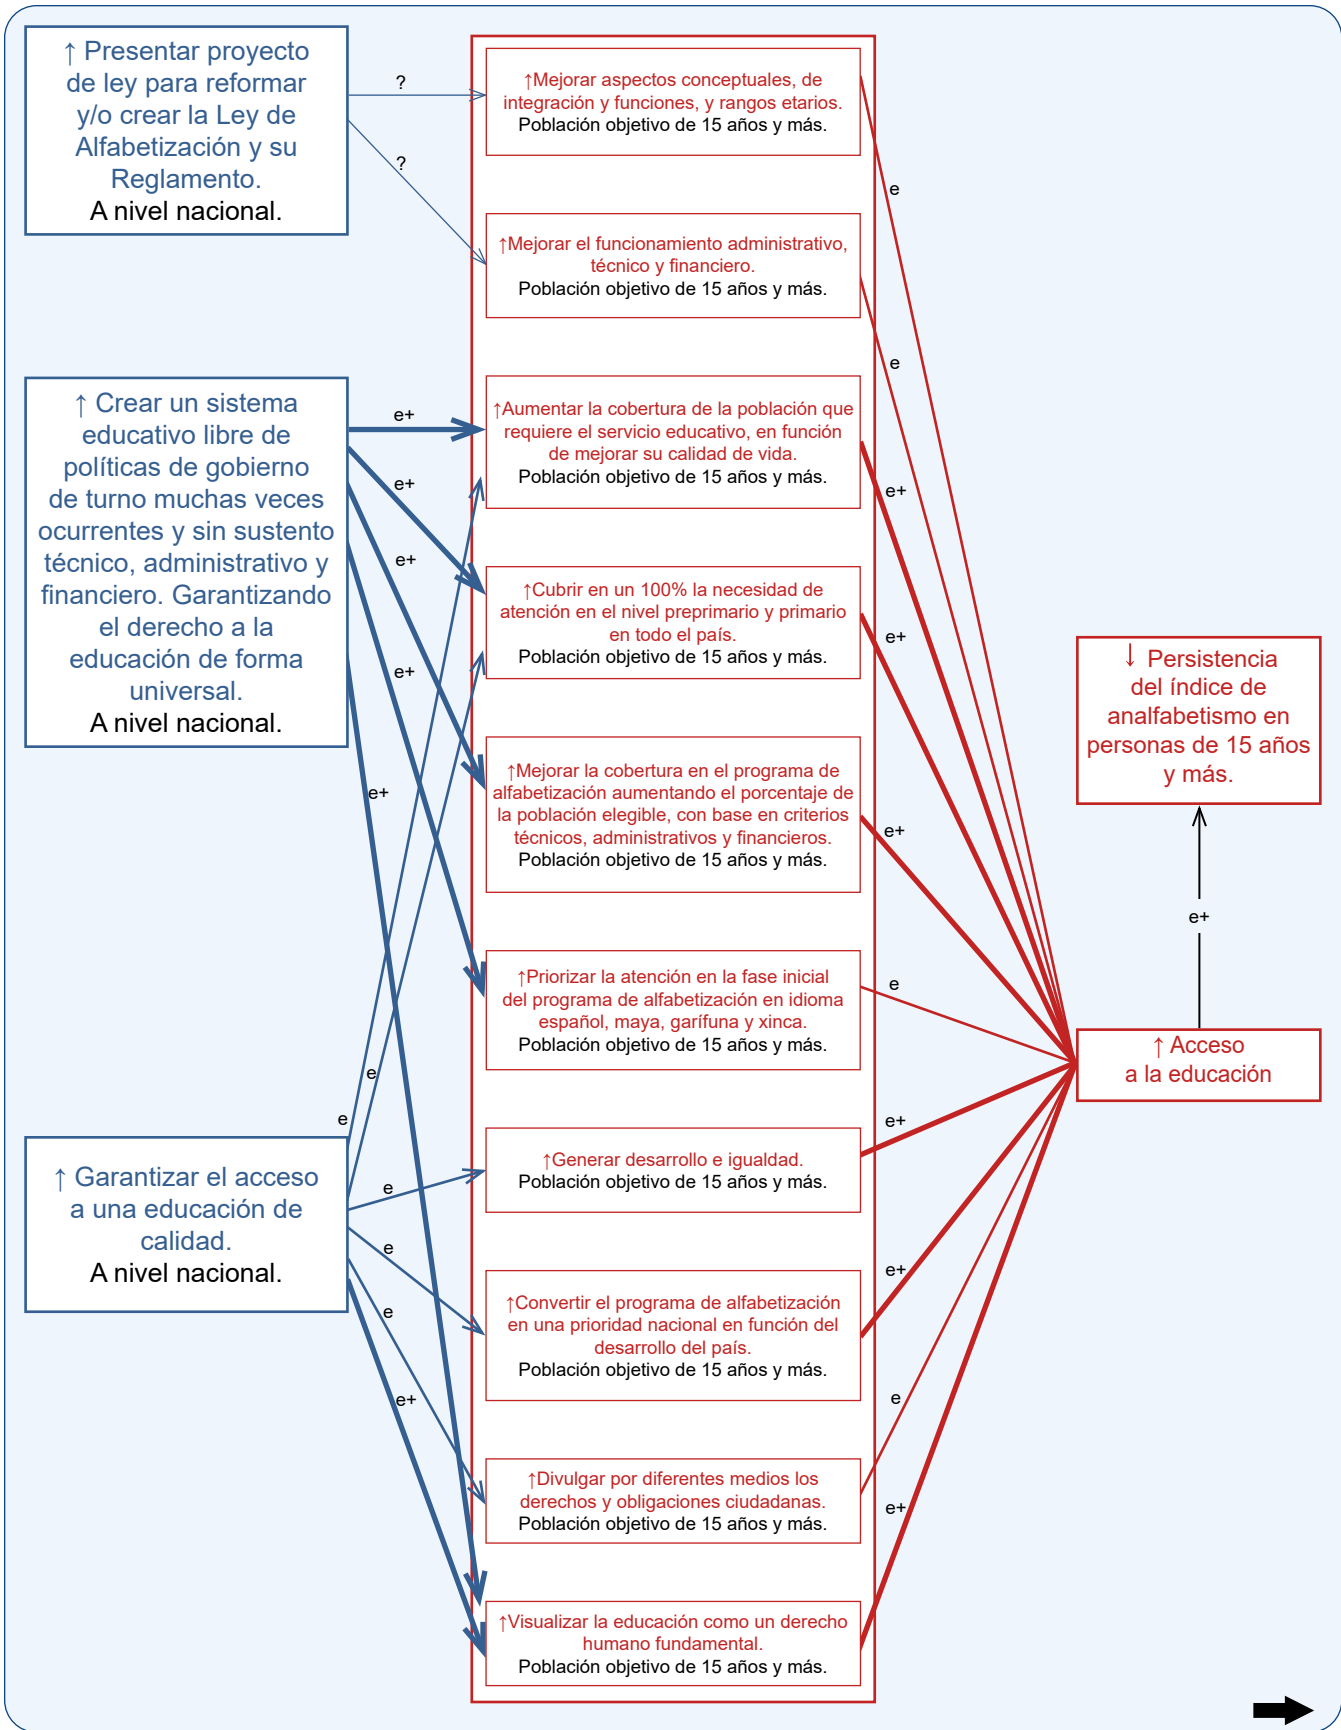 ↑ Presentar proyecto
de ley para reformar
y/o crear la Ley de
Alfabetización y su
Reglamento.
A nivel nacional.
?
?
↑ Crear un sistema
educativo libre de
políticas de gobierno
de turno muchas veces
ocurrentes y sin sustento
técnico, administrativo y
financiero. Garantizando
el derecho a la
educación de forma
universal.
A nivel nacional.
e+
e+
e+
e+
e+
↑ Garantizar el acceso
a una educación de
calidad.
A nivel nacional.
e
e
e
e
e
e+
↑Mejorar aspectos conceptuales, de
integración y funciones, y rangos etarios.
Población objetivo de 15 años y más.
↑Mejorar el funcionamiento administrativo,
técnico y financiero.
Población objetivo de 15 años y más.
↑Aumentar la cobertura de la población que
requiere el servicio educativo, en función
de mejorar su calidad de vida.
Población objetivo de 15 años y más.
↑Cubrir en un 100% la necesidad de
atención en el nivel preprimario y primario
en todo el país.
Población objetivo de 15 años y más.
↑Mejorar la cobertura en el programa de
alfabetización aumentando el porcentaje de
la población elegible, con base en criterios
técnicos, administrativos y financieros.
Población objetivo de 15 años y más.
↑Priorizar la atención en la fase inicial
del programa de alfabetización en idioma
español, maya, garífuna y xinca.
Población objetivo de 15 años y más.
↑Generar desarrollo e igualdad.
Población objetivo de 15 años y más.
↑Convertir el programa de alfabetización
en una prioridad nacional en función del
desarrollo del país.
Población objetivo de 15 años y más.
↑Divulgar por diferentes medios los
derechos y obligaciones ciudadanas.
Población objetivo de 15 años y más.
↑Visualizar la educación como un derecho
humano fundamental.
Población objetivo de 15 años y más.
e
e
e+
e+
e+
e
e+
e+
e
e+
↓ Persistencia
del índice de
analfabetismo en
personas de 15 años
y más.
e+
↑ Acceso
a la educación